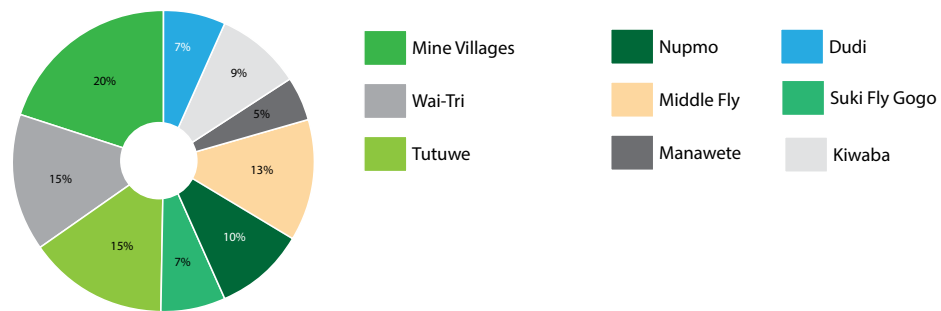 7%
9%
5%
13%
10%
7%
15%
15%
20%
Mine Villages
Wai-Tri
Tutuwe
Nupmo
Middle Fly
Manawete
Dudi
Suki Fly Gogo
Kiwaba